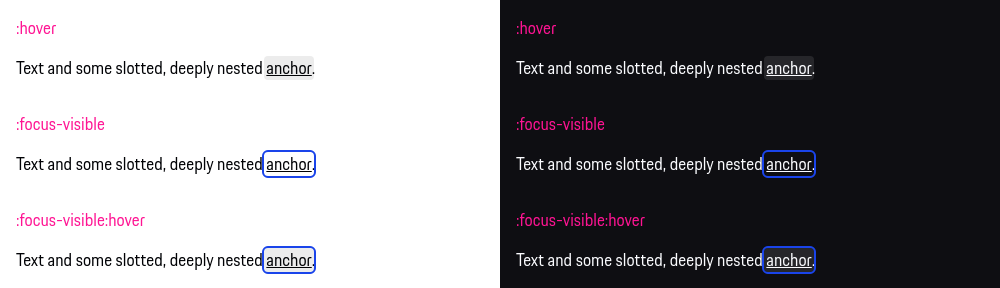 :hover
Text and some slotted, deeply nested anchor.
:focus-visible
Text and some slotted, deeply nested anchor.
:focus-visible:hover
Text and some slotted, deeply nested anchor.
:hover
Text and some slotted, deeply nested anchor.
:focus-visible
Text and some slotted, deeply nested anchor.
:focus-visible:hover
Text and some slotted, deeply nested anchor.